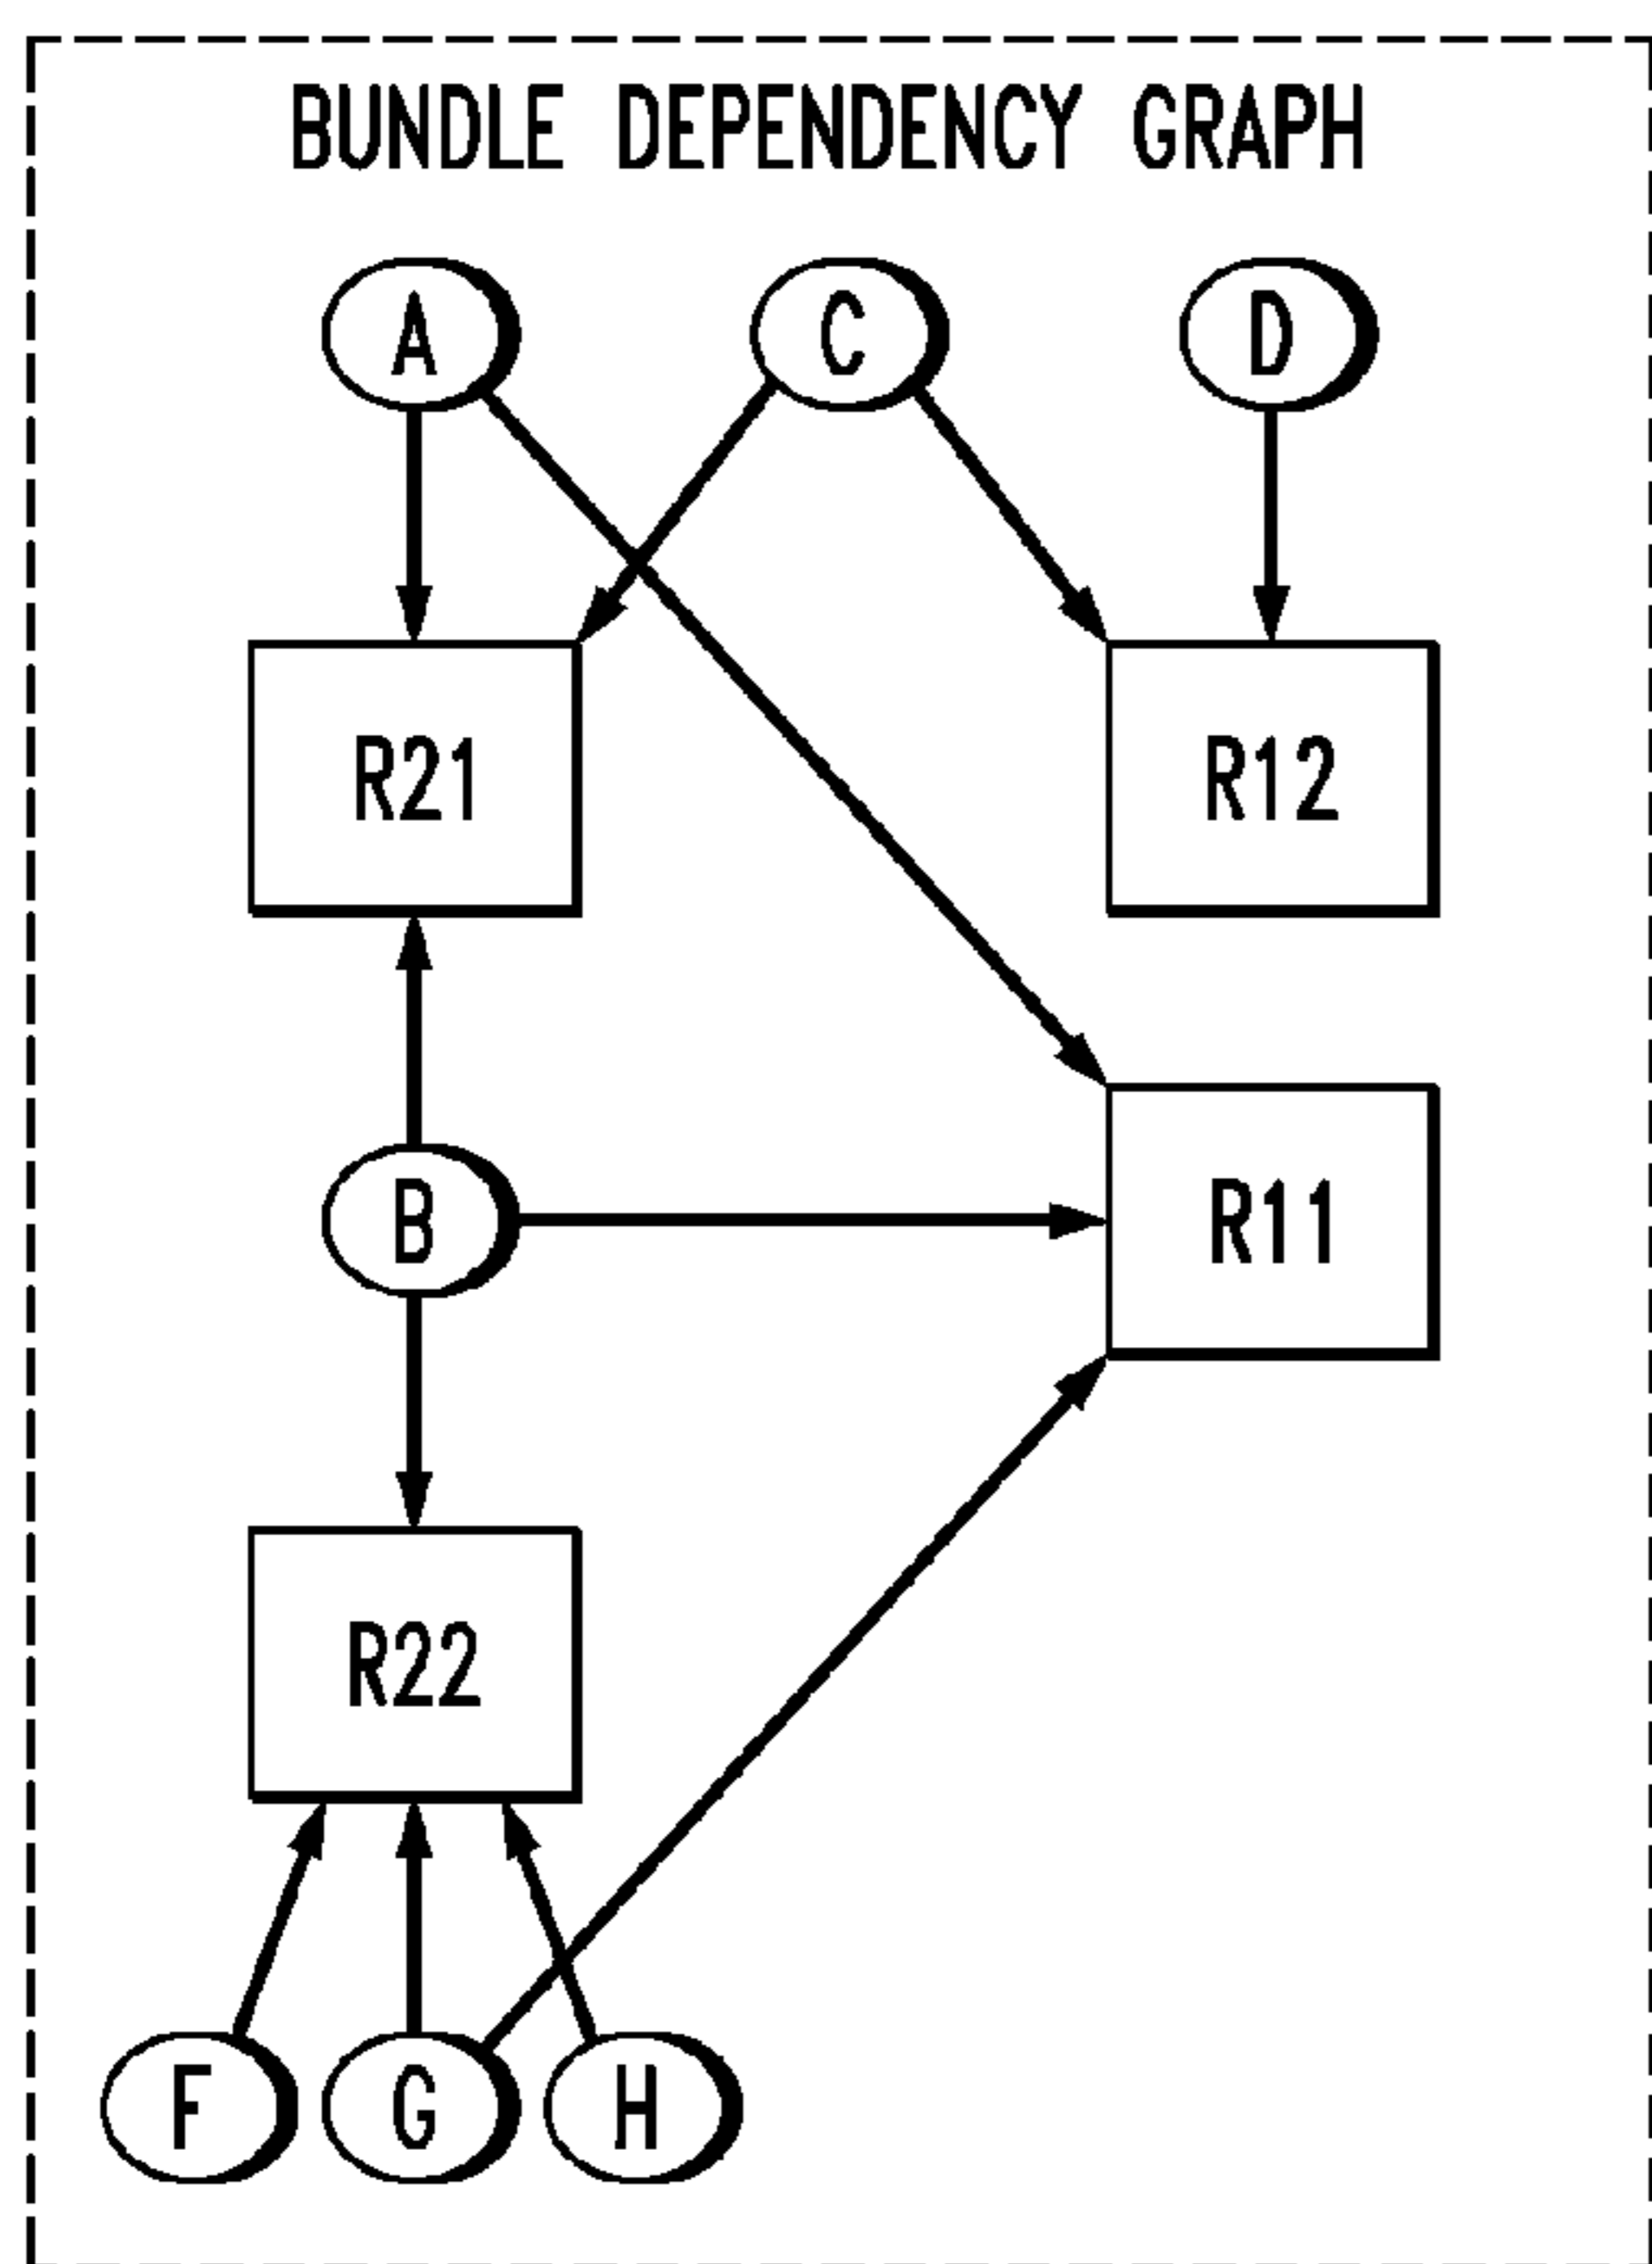 BUNDLE DEPENDENCY GRAPH
A C D
R21 R12
B R11
R22
F G H